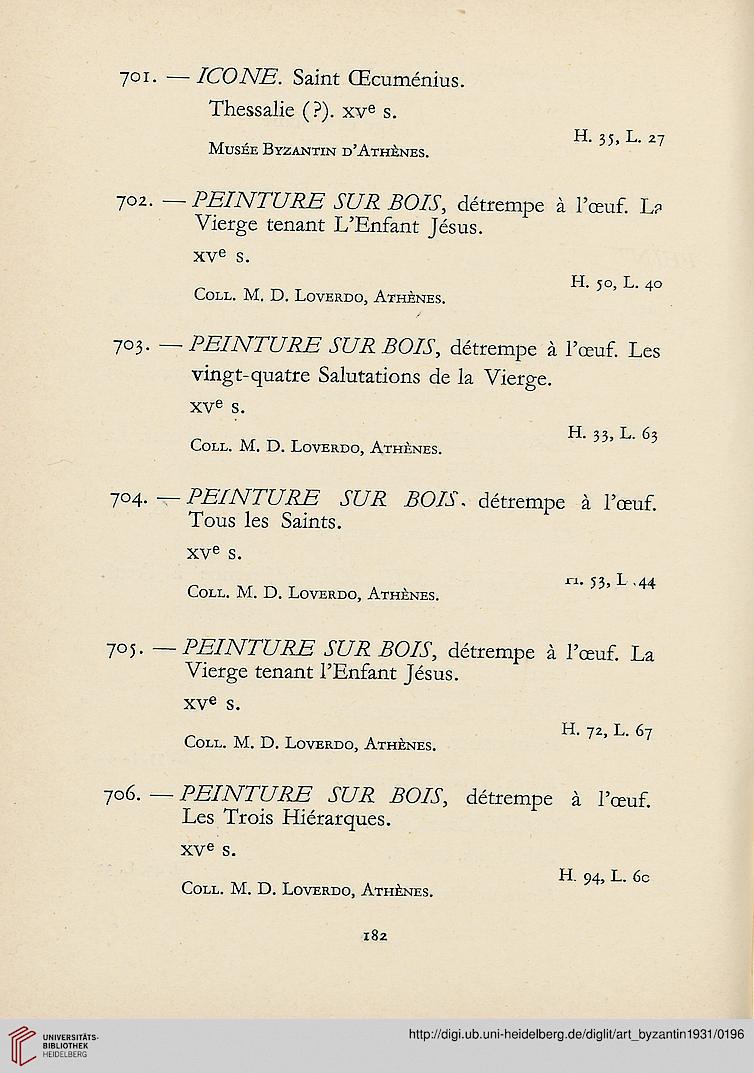 701. — ICONE. Saint Œcuménius.
Thessalie (?). XVe s.
H. 35, L. 27
Musée Byzantin d'Athènes.
702. — PEINTURE SUR BOIS, détrempe à l'œuf. La
Vierge tenant L'Enfant Jésus.
XVe s.
H. 50, L. 40
Coll. M. D. Loverdo, Athènes.
703. — PEINTURE SUR BOIS, détrempe à l'œuf. Les
vingt-quatre Salutations de la Vierge.
XVe s.
H. 33, L. 63
Coll. M. D. Loverdo, Athènes.
704. — PEINTURE SUR BOIS. détrempe à l'œuf.
Tous les Saints.
XVe s.
H. 53, L .44
Coll. M. D. Loverdo, Athènes.
705. — PEINTURE SUR BOIS, détrempe à l'œuf. La
Vierge tenant l'Enfant Jésus.
XVe s.
H. 72, L. 67
Coll. M. D. Loverdo, Athènes.
706. — PEINTURE SUR BOIS, détrempe à l'œuf.
Les Trois Hiérarques.
XVe s.
H. 94, L. 60
Coll. M. D. Loverdo, Athènes.
182
UNIVERSITÄTS-
BIBLIOTHEK
HEIDELBERG
http://digi.ub.uni-heidelberg.de/diglit/art_byzantin1931/0196